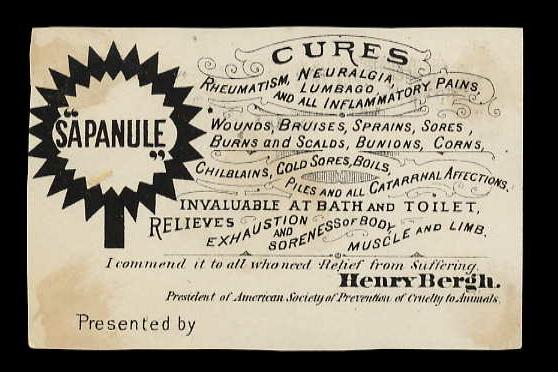 "SAPANULE"
CURES
RHEUMATISM, NEURALGIA,
LUMBAGO,
AND ALL INFLAMMATORY PAINS,
WOUNDS, BRUISES, SPRAINS, SORES,
BURNS and SCALDS, BUNIONS, CORNS,
CHILBLAINS, COLD SORES, BOILS,
PILES AND ALL CATARRHAL AFFECTIONS.
INVALUABLE AT BATH AND TOILET,
RELIEVES EXHAUSTION
AND
SORENESS OF BODY,
MUSCLE AND LIMB.
I commend it to all who need Relief from Suffering.
Henry Bergh.
President of American Society of Prevention of Cruelty to Animals.
Presented by